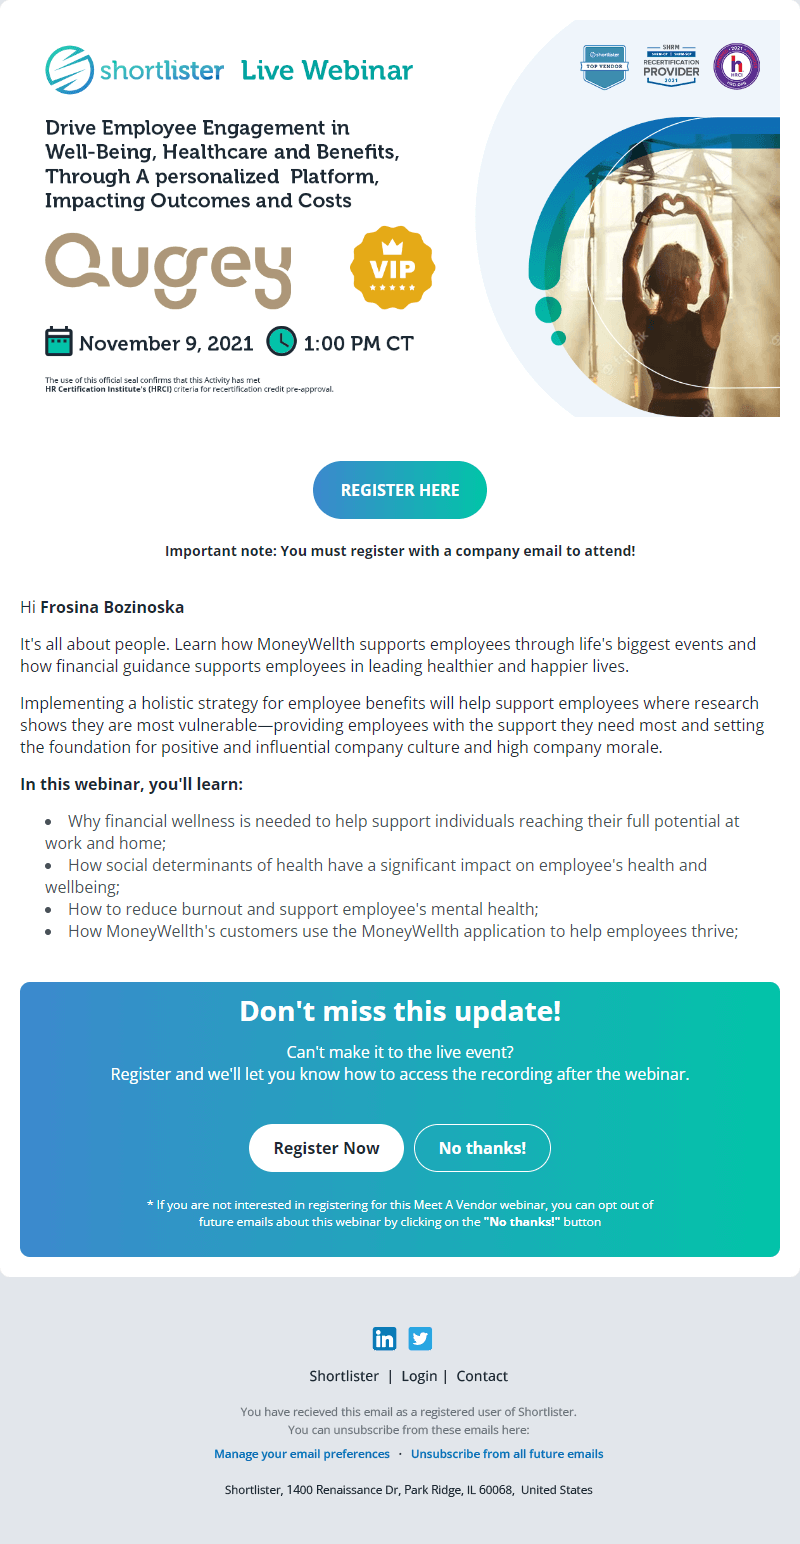 shortlister Live Webinar
shortlister
TOP VENDOR
SHRM
SHRM-CP | SHRM-SCP
RECERTIFICATION
PROVIDER
2021
2021
h
HRCI
Drive Employee Engagement in
Well-Being, Healthcare and Benefits,
Through A personalized Platform,
Impacting Outcomes and Costs
Qugey
VIP
November 9, 2021 1:00 PM CT
The use of this official seal confirms that this Activity has met
HR Certification Institute's (HRCI) criteria for recertification credit pre-approval.
REGISTER HERE
Important note: You must register with a company email to attend!
Hi Frosina Bozinoska
It's all about people. Learn how MoneyWellth supports employees through life's biggest events and
how financial guidance supports employees in leading healthier and happier lives.
Implementing a holistic strategy for employee benefits will help support employees where research
shows they are most vulnerable—providing employees with the support they need most and setting
the foundation for positive and influential company culture and high company morale.
In this webinar, you'll learn:
• Why financial wellness is needed to help support individuals reaching their full potential at
work and home;
• How social determinants of health have a significant impact on employee's health and
wellbeing;
• How to reduce burnout and support employee's mental health;
• How MoneyWellth's customers use the MoneyWellth application to help employees thrive;
Don't miss this update!
Can't make it to the live event?
Register and we'll let you know how to access the recording after the webinar.
Register Now No thanks!
* If you are not interested in registering for this Meet A Vendor webinar, you can opt out of
future emails about this webinar by clicking on the "No thanks!" button
in
Shortlister | Login | Contact
You have recieved this email as a registered user of Shortlister.
You can unsubscribe from these emails here:
Manage your email preferences · Unsubscribe from all future emails
Shortlister, 1400 Renaissance Dr, Park Ridge, IL 60068, United States